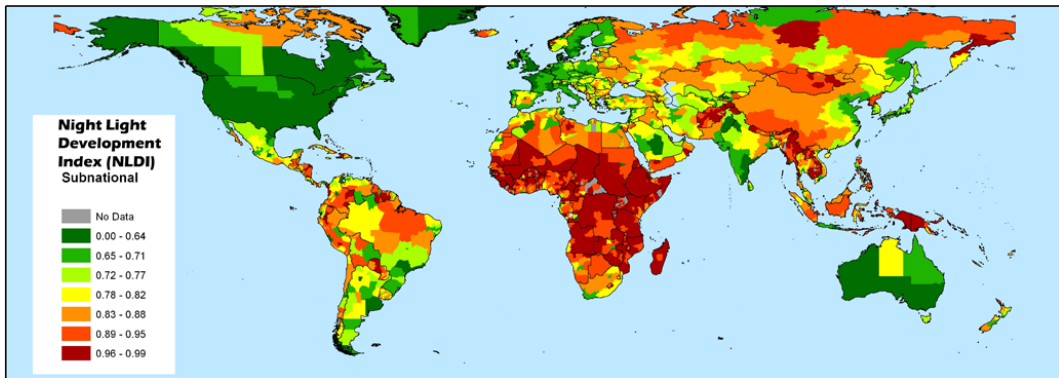 Night Light
Development
Index (NLDI)
Subnational
No Data
0.00 - 0.64
0.65 - 0.71
0.72 - 0.77
0.78 - 0.82
0.83 - 0.88
0.89 - 0.95
0.96 - 0.99